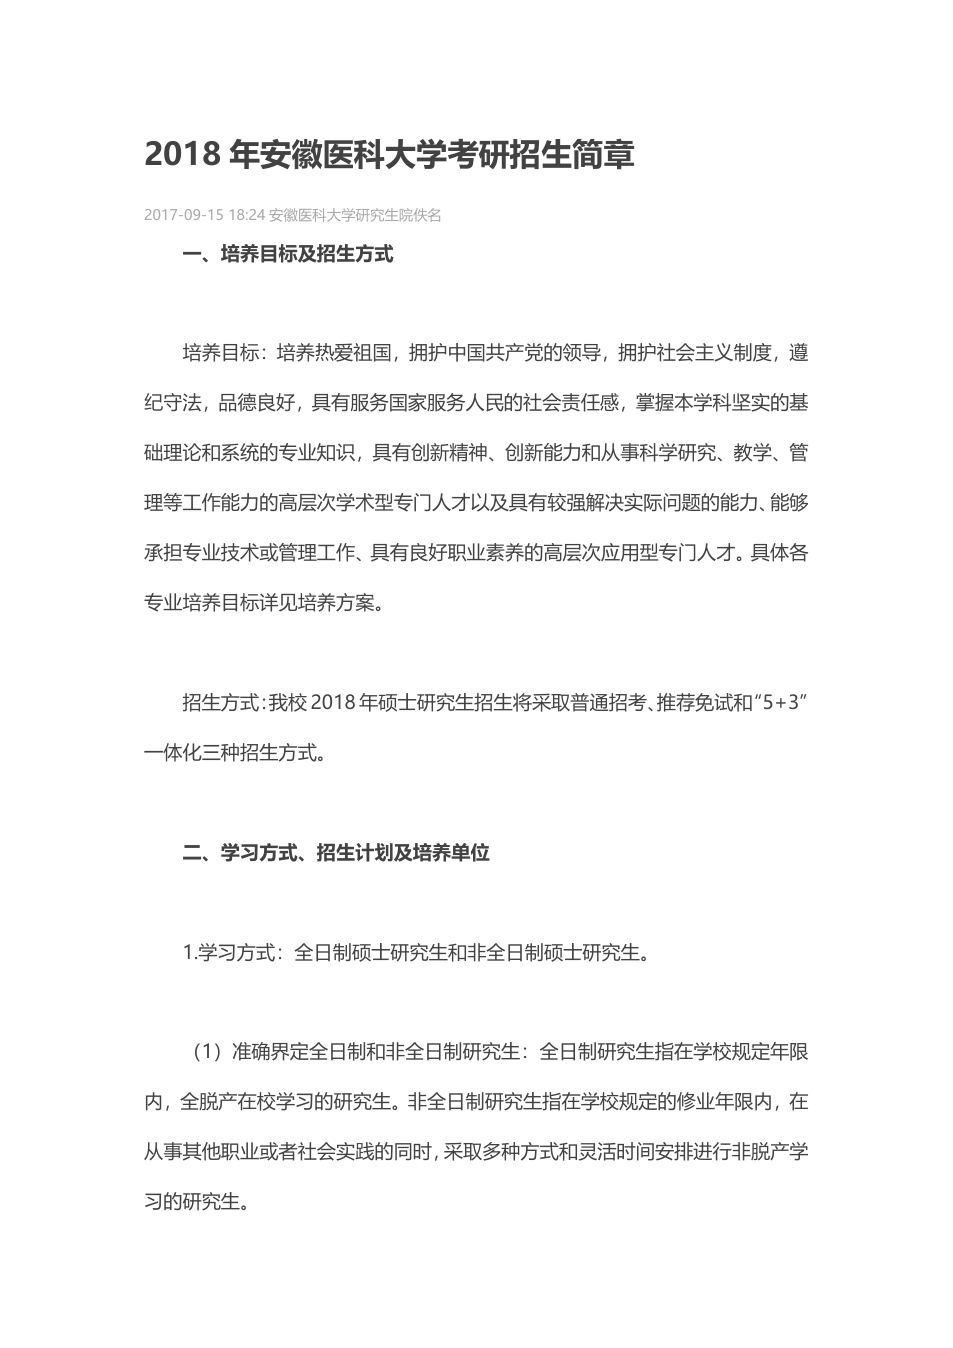 2018 年安徽医科大学考研招生简章
2017-09-15 18:24 安徽医科大学研究生院佚名
一、培养目标及招生方式
培养目标：培养热爱祖国，拥护中国共产党的领导，拥护社会主义制度，遵
纪守法，品德良好，具有服务国家服务人民的社会责任感，掌握本学科坚实的基
础理论和系统的专业知识，具有创新精神、创新能力和从事科学研究、教学、管
理等工作能力的高层次学术型专门人才以及具有较强解决实际问题的能力、能够
承担专业技术或管理工作、具有良好职业素养的高层次应用型专门人才。具体各
专业培养目标详见培养方案。
招生方式：我校 2018 年硕士研究生招生将采取普通招考、推荐免试和“5+3”
一体化三种招生方式。
二、学习方式、招生计划及培养单位
1.学习方式：全日制硕士研究生和非全日制硕士研究生。
（1）准确界定全日制和非全日制研究生：全日制研究生指在学校规定年限
内，全脱产在校学习的研究生。非全日制研究生指在学校规定的修业年限内，在
从事其他职业或者社会实践的同时，采取多种方式和灵活时间安排进行非脱产学
习的研究生。